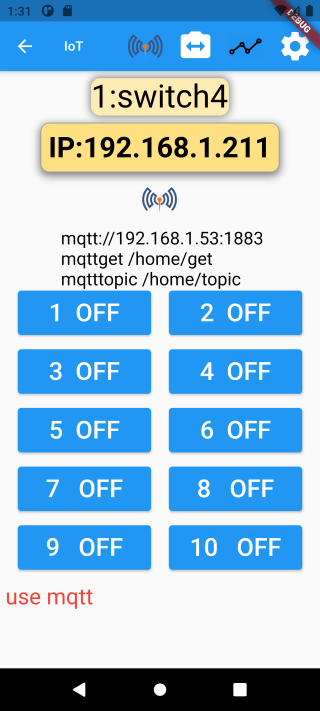 1:31
DEBUG
IoT
1:switch4
IP:192.168.1.211
mqtt://192.168.1.53:1883
mqttget /home/get
mqtttopic /home/topic
1 OFF
2 OFF
3 OFF
4 OFF
5 OFF
6 OFF
7 OFF
8 OFF
9 OFF
10 OFF
use mqtt